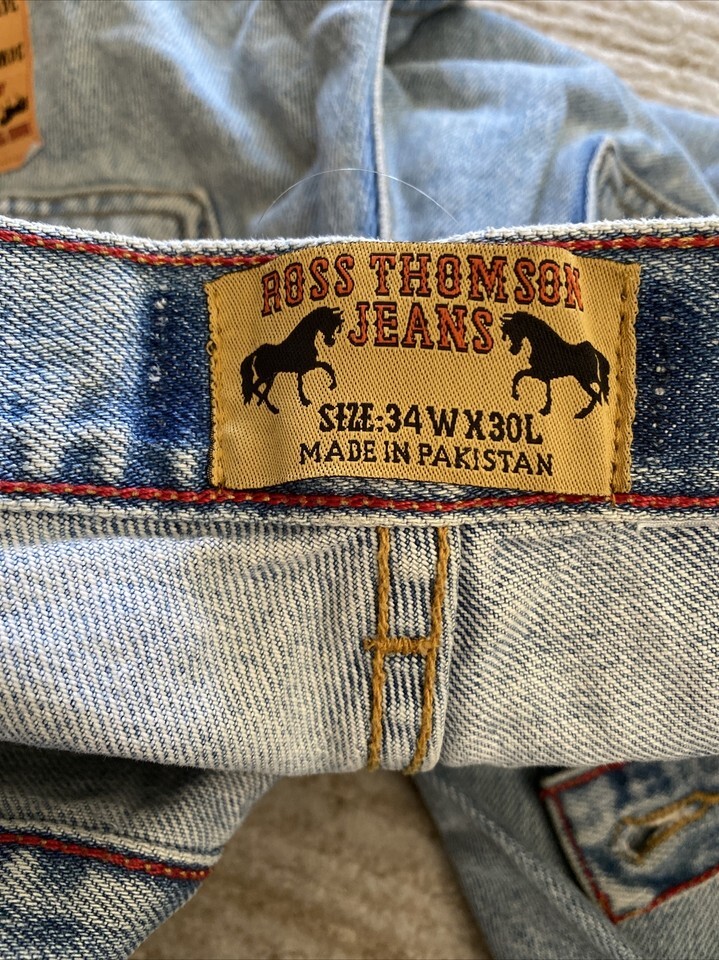 ROSS THOMSON
JEANS
SIZE:34WX30L
MADE IN PAKISTAN